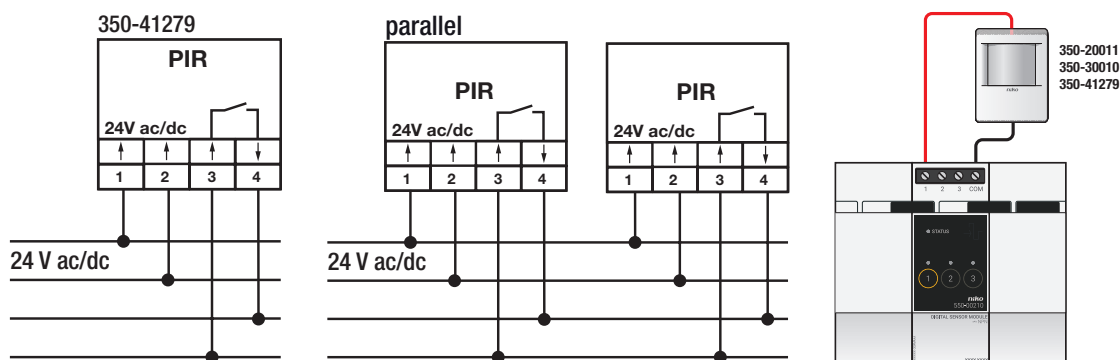 350-41279
PIR
24V ac/dc
1 2 3 4
24 V ac/dc
parallel
PIR
24V ac/dc
1 2 3 4
PIR
24V ac/dc
1 2 3 4
24 V ac/dc
niko
350-20011
350-30010
350-41279
1 2 3 COM
STATUS
1 2 3
niko
550-00210
DIGITAL SENSOR MODULE